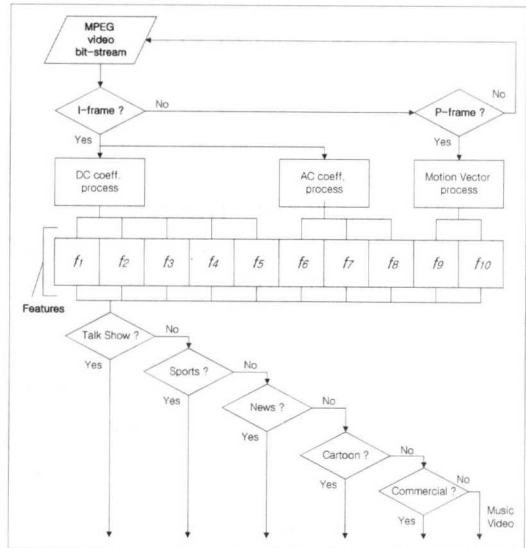 MPEG
video
bit-stream
I-frame ?
No
P-frame ?
No
Yes
Yes
DC coeff.
process
AC coeff.
process
Motion Vector
process
f1 f2 f3 f4 f5 f6 f7 f8 f9 f10
Features
Talk Show ?
No
Yes
Sports ?
No
Yes
News ?
No
Yes
Cartoon ?
No
Yes
Commercial ?
No
Yes
Music
Video